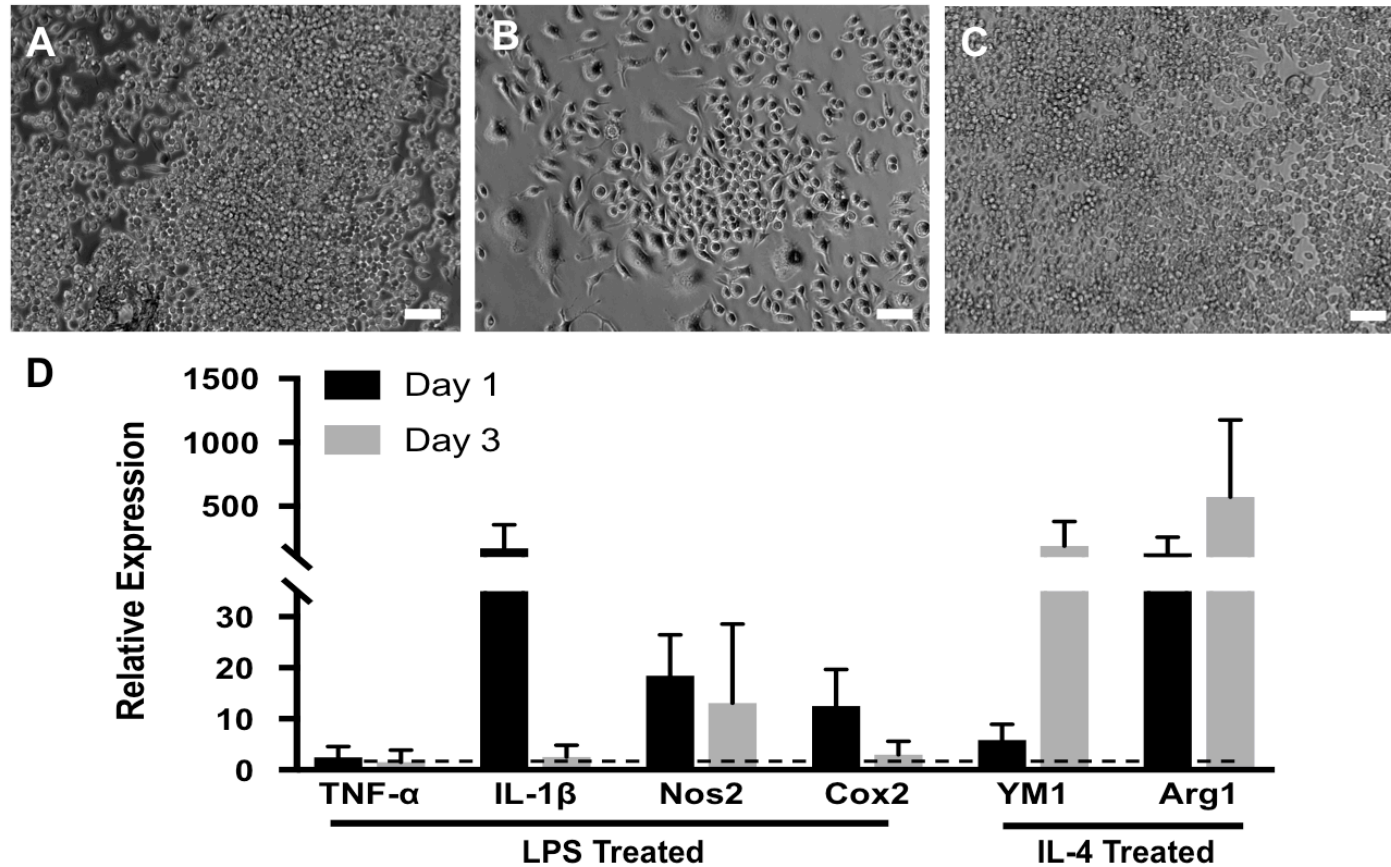 A
B
C
D
1500
1000
500
30
20
10
0
Relative Expression
Day 1
Day 3
TNF-α IL-1β Nos2 Cox2 YM1 Arg1
LPS Treated IL-4 Treated